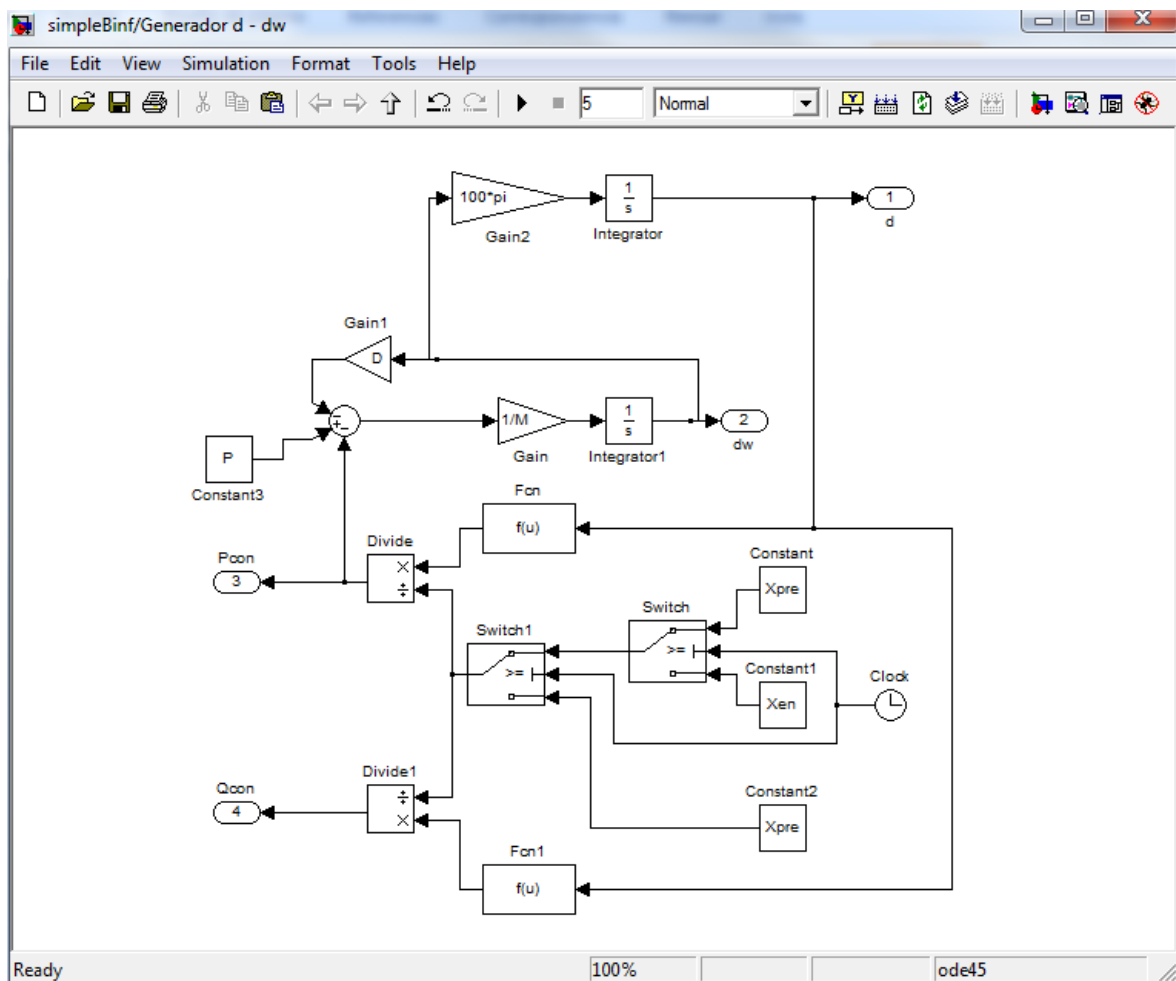 simpleBinf/Generador d - dw
File Edit View Simulation Format Tools Help
5 Normal
100*pi
Gain2
1
s
Integrator
1
d
Gain1
D
1/M
Gain
1
s
Integrator1
2
dw
P
Constant3
Fcn
f(u)
Divide
×
÷
Pcon
3
Constant
Xpre
Switch
>=
Switch1
>=
Constant1
Xen
Clock
Divide1
÷
×
Qcon
4
Constant2
Xpre
Fcn1
f(u)
Ready 100% ode45